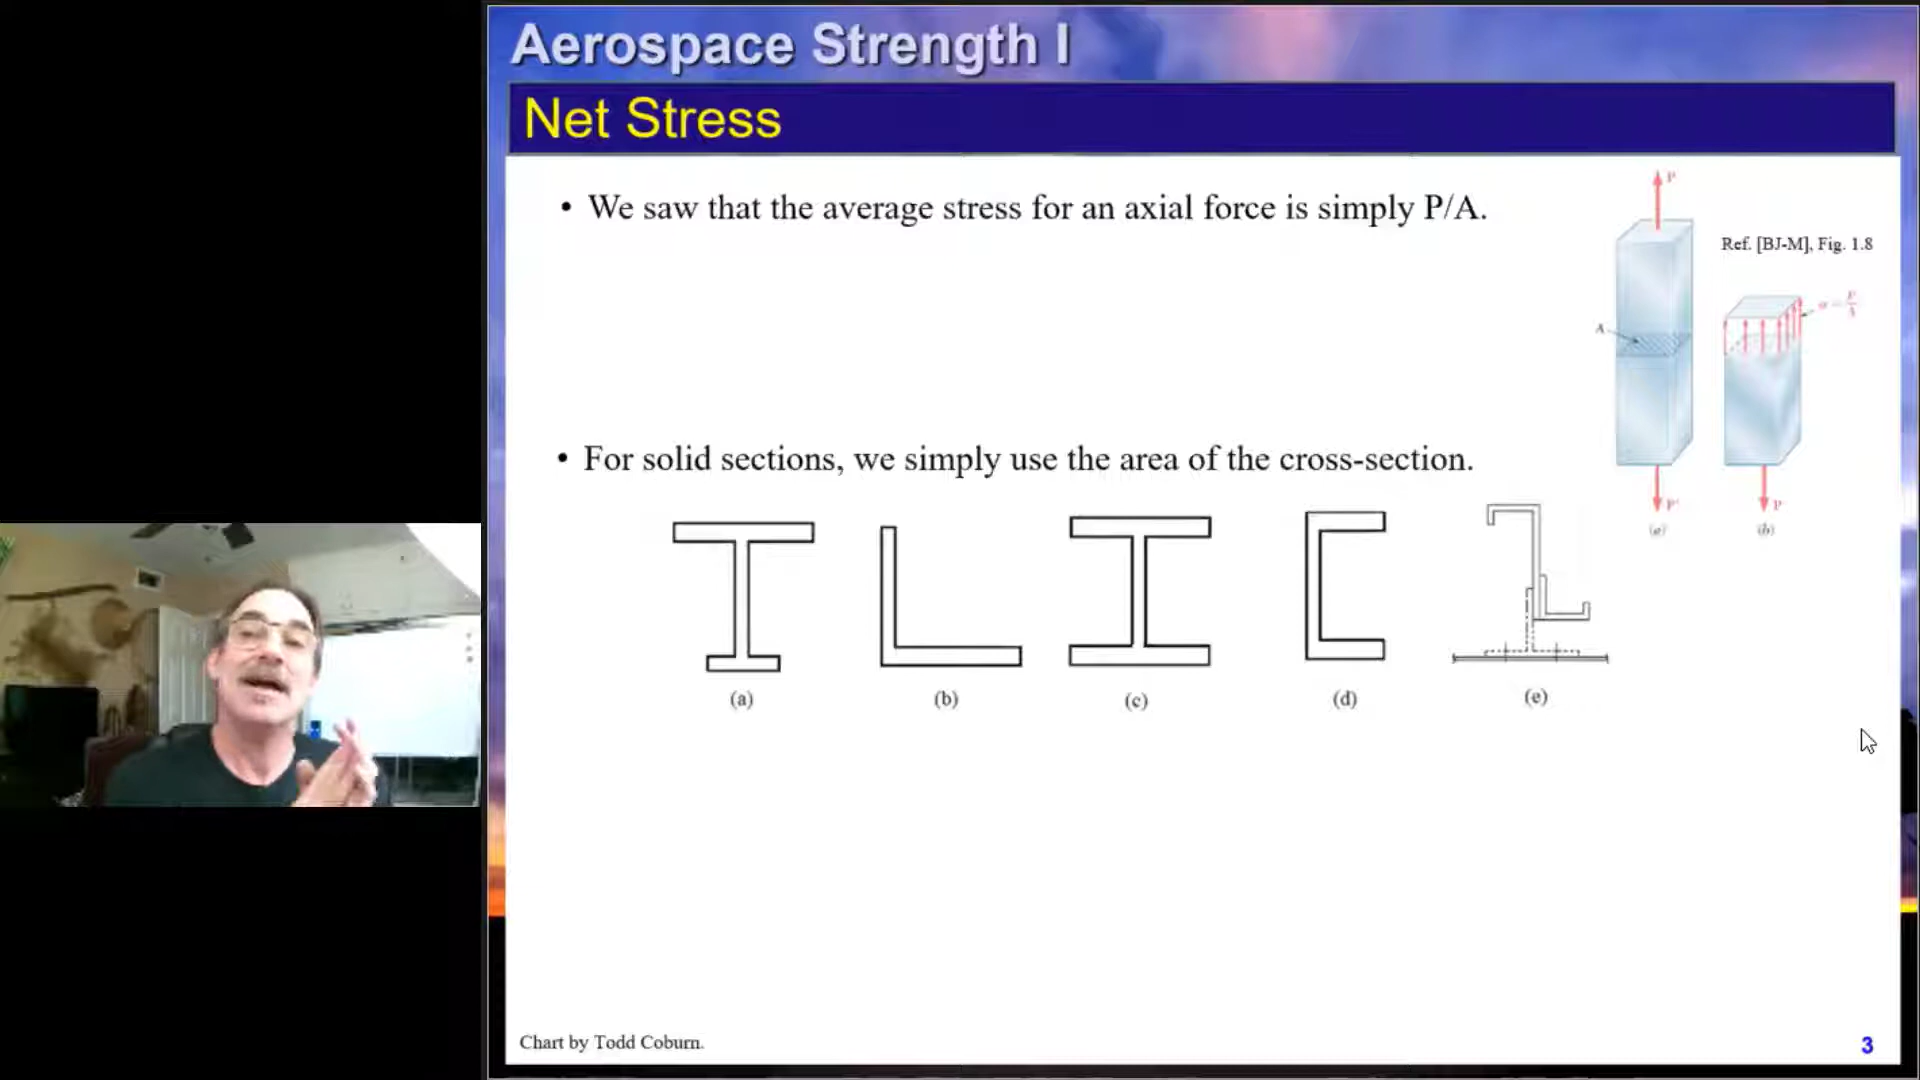 Aerospace Strength I
Net Stress
• We saw that the average stress for an axial force is simply P/A.
P
Ref. [BJ-M], Fig. 1.8
A
• For solid sections, we simply use the area of the cross-section.
P'
P'
(a)
(b)
(a)
(b)
(c)
(d)
(e)
Chart by Todd Coburn.
3